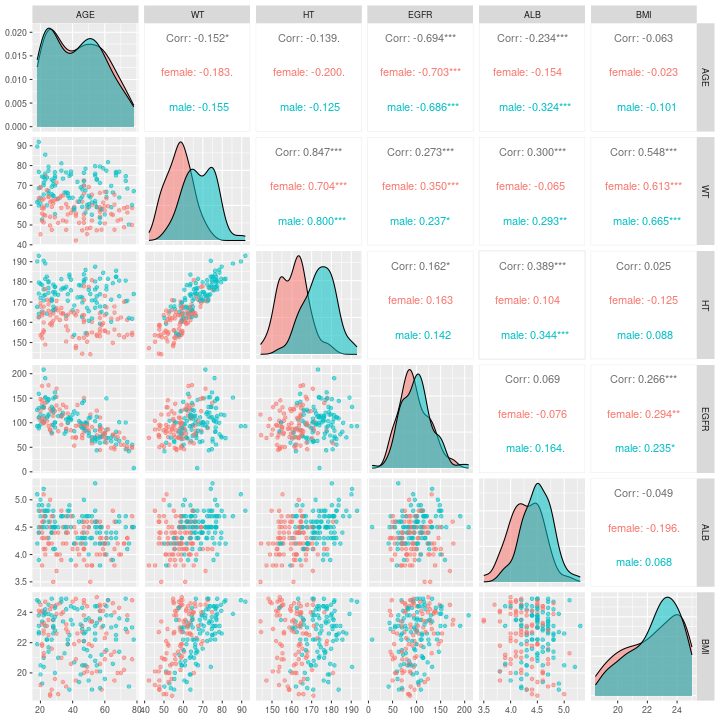 AGE WT HT EGFR ALB BMI
0.020
0.015
0.010
0.005
0.000
Corr: -0.152* Corr: -0.139. Corr: -0.694*** Corr: -0.234*** Corr: -0.063
female: -0.183. female: -0.200. female: -0.703*** female: -0.154 female: -0.023
male: -0.155 male: -0.125 male: -0.686*** male: -0.324*** male: -0.101
AGE
90
80
70
60
50
40
Corr: 0.847*** Corr: 0.273*** Corr: 0.300*** Corr: 0.548***
female: 0.704*** female: 0.350*** female: -0.065 female: 0.613***
male: 0.800*** male: 0.237* male: 0.293** male: 0.665***
WT
190
180
170
160
150
Corr: 0.162* Corr: 0.389*** Corr: 0.025
female: 0.163 female: 0.104 female: -0.125
male: 0.142 male: 0.344*** male: 0.088
HT
200
150
100
50
0
Corr: 0.069 Corr: 0.266***
female: -0.076 female: 0.294**
male: 0.164. male: 0.235*
EGFR
5.0
4.5
4.0
3.5
Corr: -0.049
female: -0.196.
male: 0.068
ALB
24
22
20
BMI
20 40 60 80 40 50 60 70 80 90 150 160 170 180 190 0 50 100 150 200 3.5 4.0 4.5 5.0 20 22 24